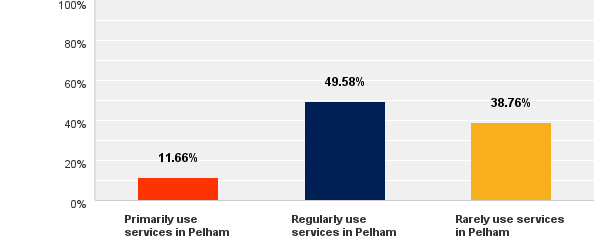 100%
80%
60%
40%
20%
0%
11.66%
49.58%
38.76%
Primarily use
services in Pelham
Regularly use
services in Pelham
Rarely use services
in Pelham